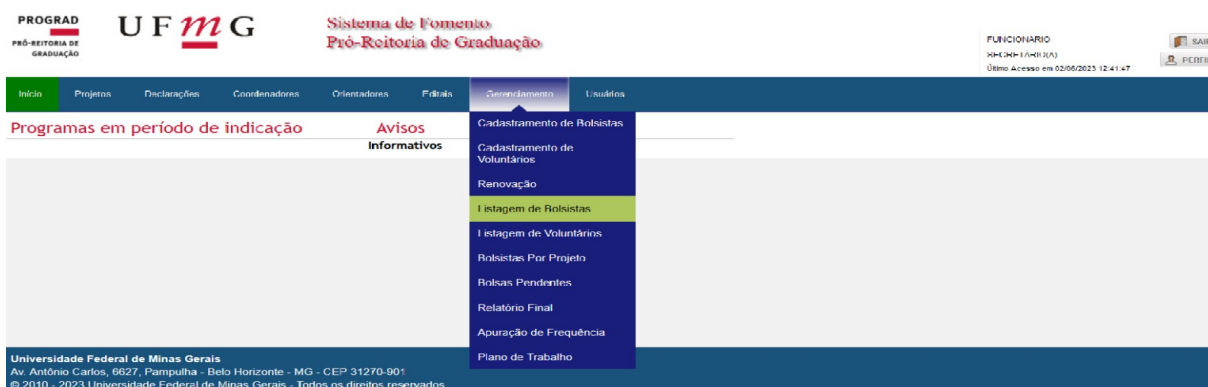 PROGRAD
PRÓ-REITORIA DE
GRADUAÇÃO
UFMG
Sistema de Fomento
Pró-Reitoria de Graduação
FUNCIONARIO
SECRETÁRIO(A)
Último Acesso em 02/06/2023 12:41:47
SAIR
PERFIL
Início Projetos Declarações Coordenadores Orientadores Editais Gerenciamento Usuários
Programas em período de indicação
Avisos
Informativos
Cadastramento de Bolsistas
Cadastramento de
Voluntários
Renovação
Listagem de Bolsistas
Listagem de Voluntários
Bolsistas Por Projeto
Bolsas Pendentes
Relatório Final
Apuração de Frequência
Plano de Trabalho
Universidade Federal de Minas Gerais
Av. Antônio Carlos, 6627, Pampulha - Belo Horizonte - MG - CEP 31270-901
© 2010 - 2023 Universidade Federal de Minas Gerais - Todos os direitos reservados